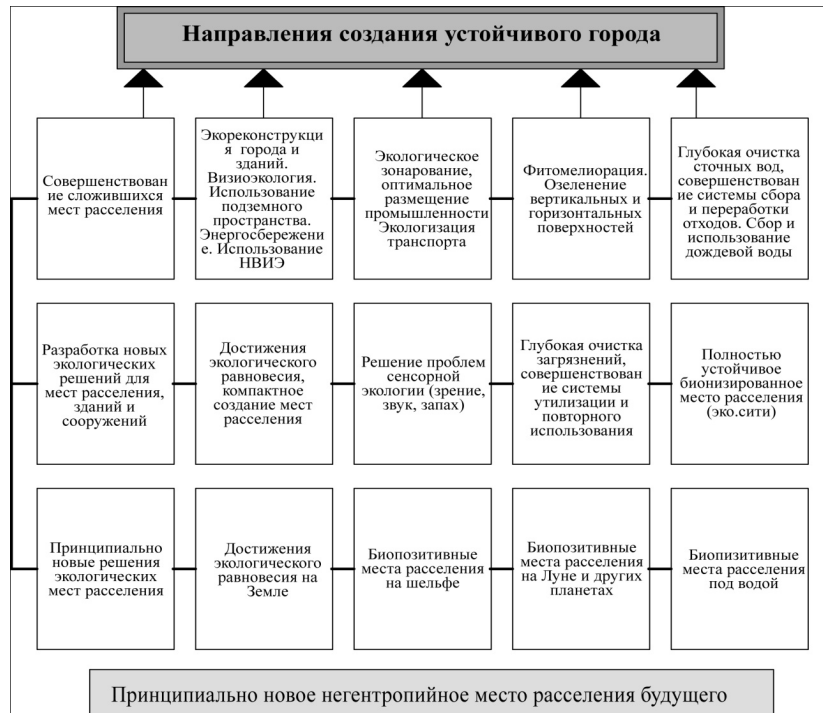 Направления создания устойчивого города
Совершенствован
ие сложившихся
мест расселения
Экореконструкци
я города и
зданий.
Визиоэкология.
Использование
подземного
пространства.
Энергосбережени
е. Использование
НВИЭ
Экологическое
зонарование,
оптимальное
размещение
промышленности
Экологизация
транспорта
Фитомелиорация.
Озеленение
вертикальных и
горизонтальных
поверхностей
Глубокая очистка
сточных вод,
совершенствован
ие системы сбора
и переработки
отходов. Сбор и
использование
дождевой воды
Разработка новых
экологических
решений для
мест расселения,
зданий и
сооружений
Достижения
экологического
равновесия,
компактное
создание мест
расселения
Решение проблем
сенсорной
экологии (зрение,
звук, запах)
Глубокая очистка
загрязнений,
совершенствован
ие системы
утилизации и
повторного
использования
Полностью
устойчивое
бионизированное
место расселения
(эко.сити)
Принципиально
новые решения
экологических
мест расселения
Достижения
экологического
равновесия на
Земле
Биопозитивные
места расселения
на шельфе
Биопозитивные
места расселения
на Луне и других
планетах
Биопизитивные
места расселения
под водой
Принципиально новое негентропийное место расселения будущего